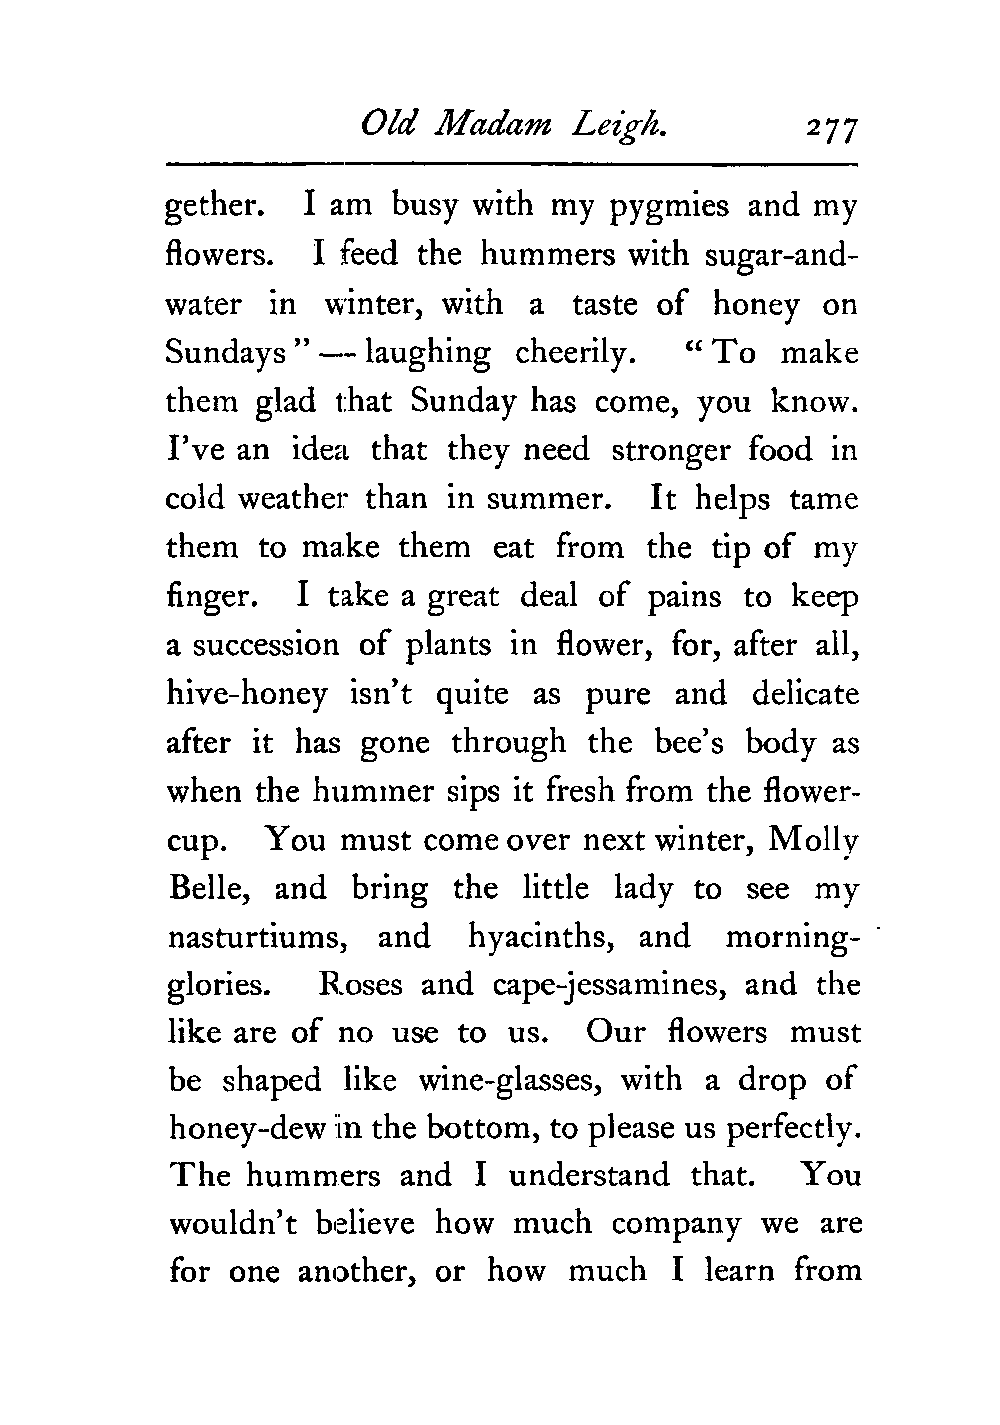 Old Madam Leigh. 277
gether. I am busy with my pygmies and my
flowers. I feed the hummers with sugar-and-
water in winter, with a taste of honey on
Sundays" — laughing cheerily. "To make
them glad that Sunday has come, you know.
I've an idea that they need stronger food in
cold weather than in summer. It helps tame
them to make them eat from the tip of my
finger. I take a great deal of pains to keep
a succession of plants in flower, for, after all,
hive-honey isn't quite as pure and delicate
after it has gone through the bee's body as
when the hummer sips it fresh from the flower-
cup. You must come over next winter, Molly
Belle, and bring the little lady to see my
nasturtiums, and hyacinths, and morning-
glories. Roses and cape-jessamines, and the
like are of no use to us. Our flowers must
be shaped like wine-glasses, with a drop of
honey-dew in the bottom, to please us perfectly.
The hummers and I understand that. You
wouldn't believe how much company we are
for one another, or how much I learn from